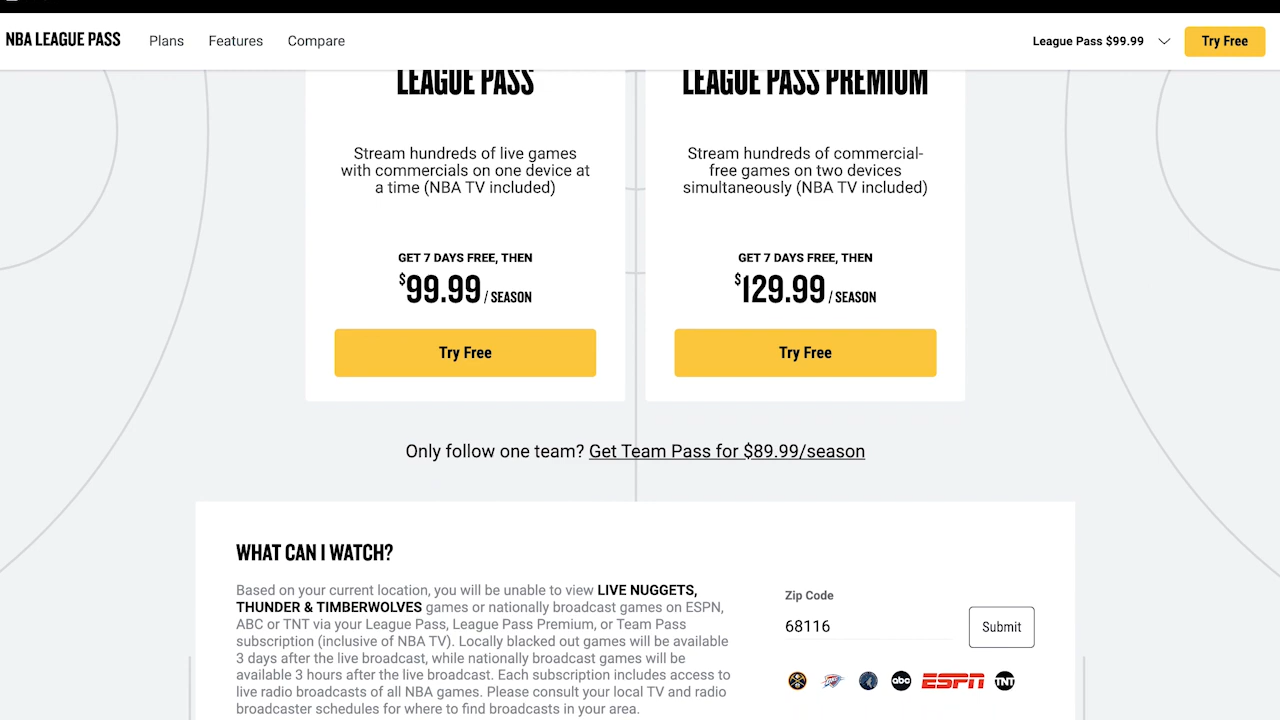 NBA LEAGUE PASS
Plans
Features
Compare
League Pass $99.99
Try Free
LEAGUE PASS
Stream hundreds of live games
with commercials on one device at
a time (NBA TV included)
GET 7 DAYS FREE, THEN
$99.99 / SEASON
Try Free
LEAGUE PASS PREMIUM
Stream hundreds of commercial-
free games on two devices
simultaneously (NBA TV included)
GET 7 DAYS FREE, THEN
$129.99 / SEASON
Try Free
Only follow one team? Get Team Pass for $89.99/season
WHAT CAN I WATCH?
Based on your current location, you will be unable to view LIVE NUGGETS,
THUNDER & TIMBERWOLVES games or nationally broadcast games on ESPN,
ABC or TNT via your League Pass, League Pass Premium, or Team Pass
subscription (inclusive of NBA TV). Locally blacked out games will be available
3 days after the live broadcast, while nationally broadcast games will be
available 3 hours after the live broadcast. Each subscription includes access to
live radio broadcasts of all NBA games. Please consult your local TV and radio
broadcaster schedules for where to find broadcasts in your area.
Zip Code
68116
Submit
abc
ESPN
TNT